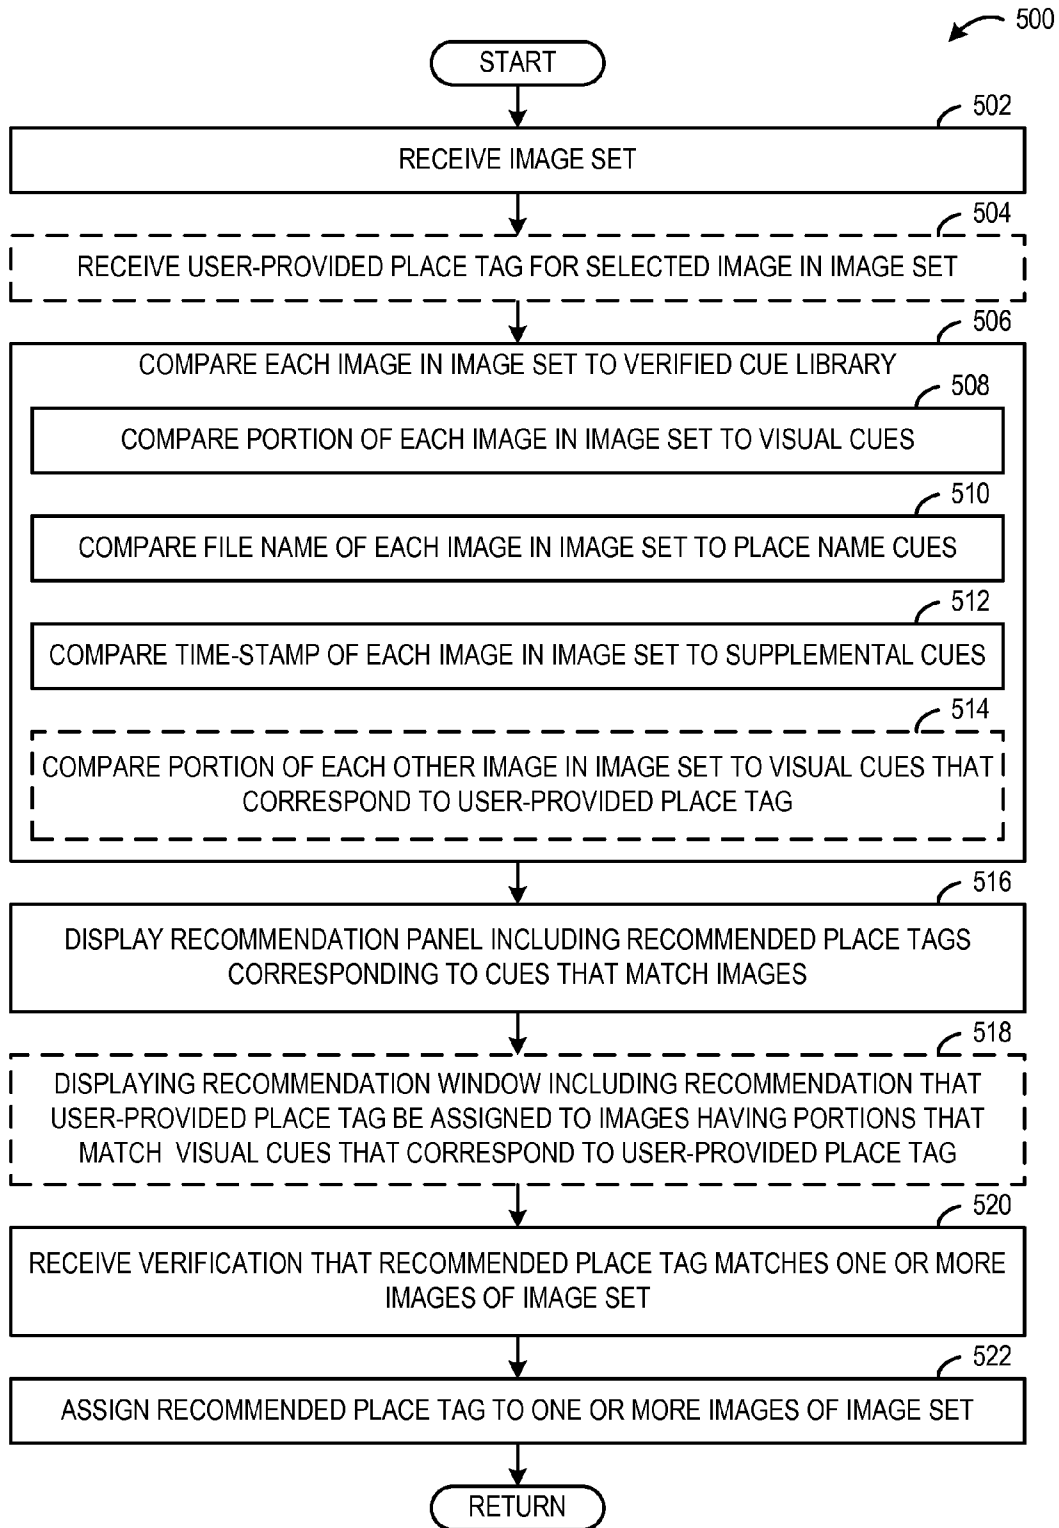 500
START
502
RECEIVE IMAGE SET
504
RECEIVE USER-PROVIDED PLACE TAG FOR SELECTED IMAGE IN IMAGE SET
506
COMPARE EACH IMAGE IN IMAGE SET TO VERIFIED CUE LIBRARY
508
COMPARE PORTION OF EACH IMAGE IN IMAGE SET TO VISUAL CUES
510
COMPARE FILE NAME OF EACH IMAGE IN IMAGE SET TO PLACE NAME CUES
512
COMPARE TIME-STAMP OF EACH IMAGE IN IMAGE SET TO SUPPLEMENTAL CUES
514
COMPARE PORTION OF EACH OTHER IMAGE IN IMAGE SET TO VISUAL CUES THAT
CORRESPOND TO USER-PROVIDED PLACE TAG
516
DISPLAY RECOMMENDATION PANEL INCLUDING RECOMMENDED PLACE TAGS
CORRESPONDING TO CUES THAT MATCH IMAGES
518
DISPLAYING RECOMMENDATION WINDOW INCLUDING RECOMMENDATION THAT
USER-PROVIDED PLACE TAG BE ASSIGNED TO IMAGES HAVING PORTIONS THAT
MATCH VISUAL CUES THAT CORRESPOND TO USER-PROVIDED PLACE TAG
520
RECEIVE VERIFICATION THAT RECOMMENDED PLACE TAG MATCHES ONE OR MORE
IMAGES OF IMAGE SET
522
ASSIGN RECOMMENDED PLACE TAG TO ONE OR MORE IMAGES OF IMAGE SET
RETURN